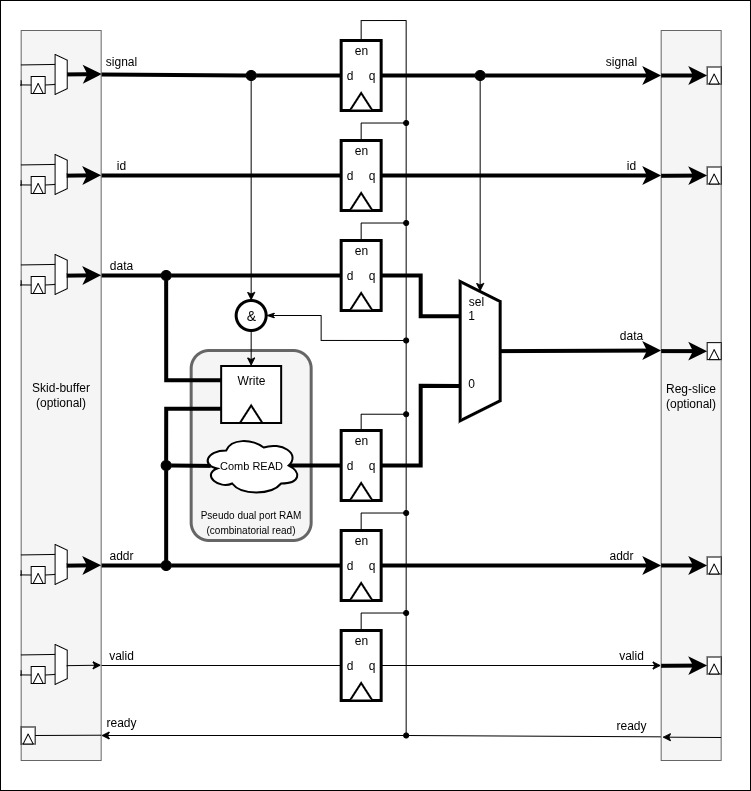 en
signal
d q
signal
en
id
d q
id
en
data
d q
data
sel
1
0
&
Write
Comb READ
Pseudo dual port RAM
(combinatorial read)
Skid-buffer
(optional)
Reg-slice
(optional)
en
d q
en
addr
d q
addr
en
valid
d q
valid
ready
ready